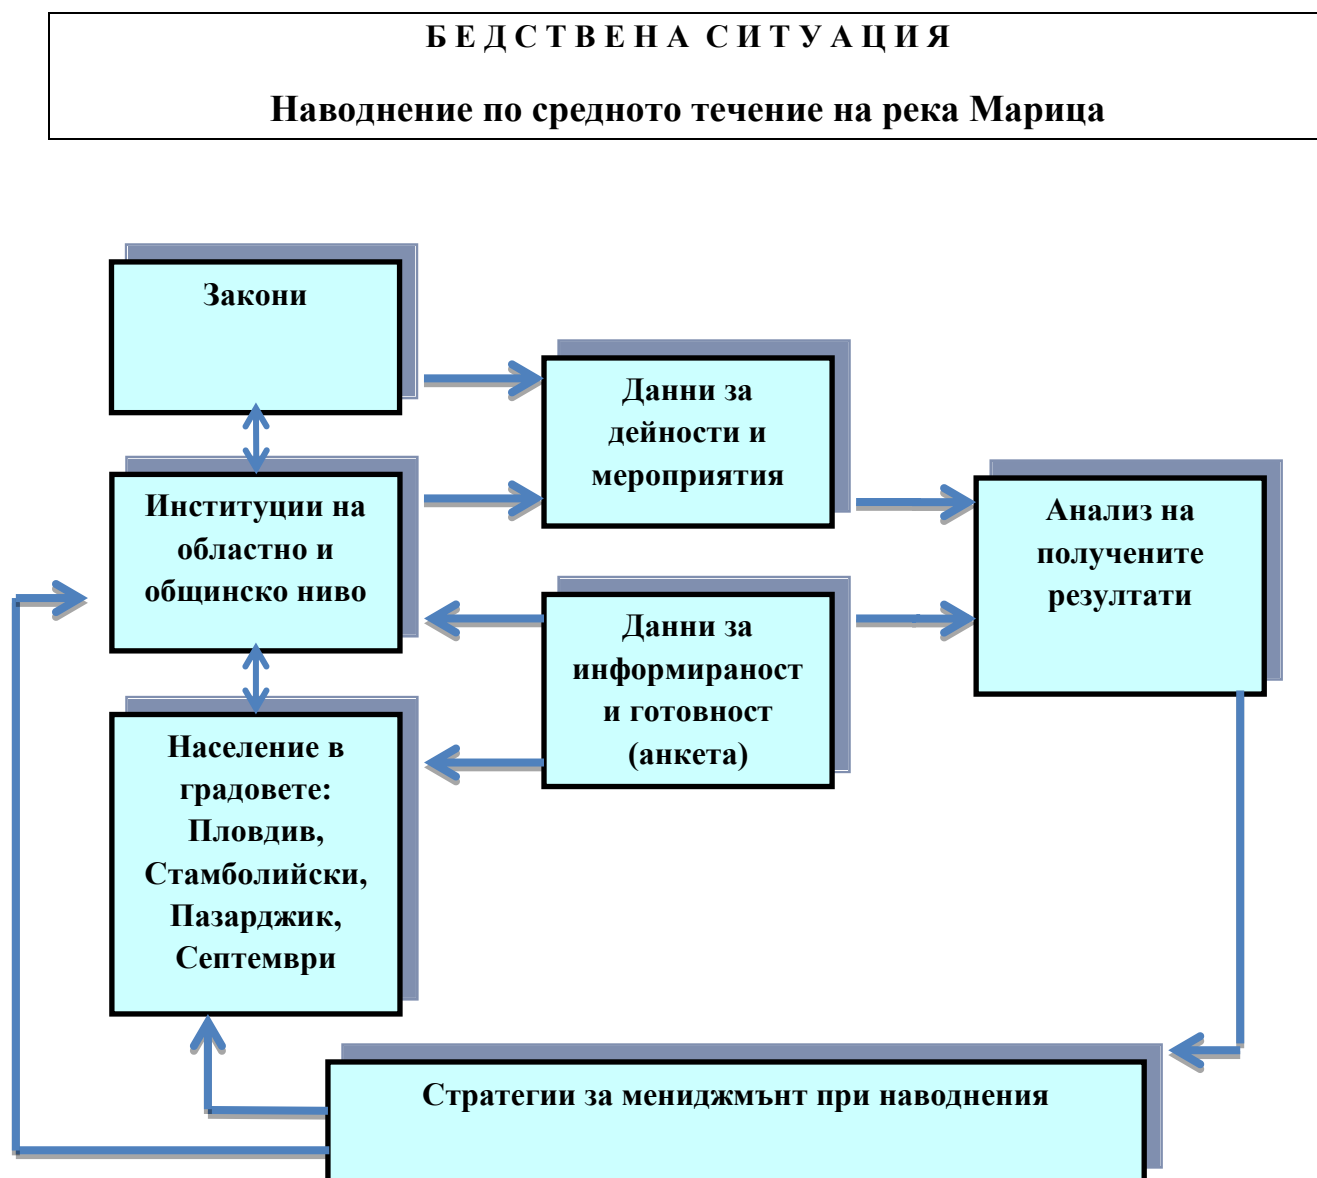 Б Е Д С Т В Е Н А  С И Т У А Ц И Я
Наводнение по средното течение на река Марица
Закони
Данни за
дейности и
мероприятия
Институции на
областно и
общинско ниво
Анализ на
получените
резултати
Данни за
информираност
и готовност
(анкета)
Население в
градовете:
Пловдив,
Стамболийски,
Пазарджик,
Септември
Стратегии за мениджмънт при наводнения